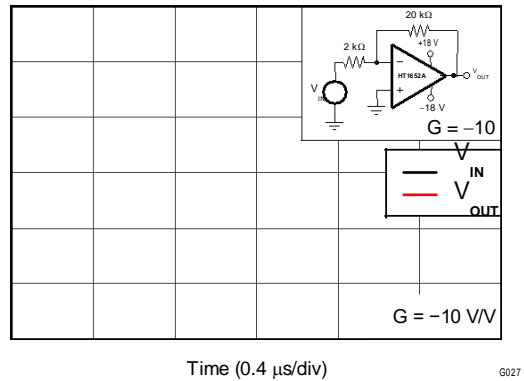 20 kΩ
+18 V
2 kΩ
−
HT1652A
V
OUT
V
IN
+
−18 V
G = −10
V
IN
V
OUT
G = −10 V/V
Time (0.4 μs/div)
G027